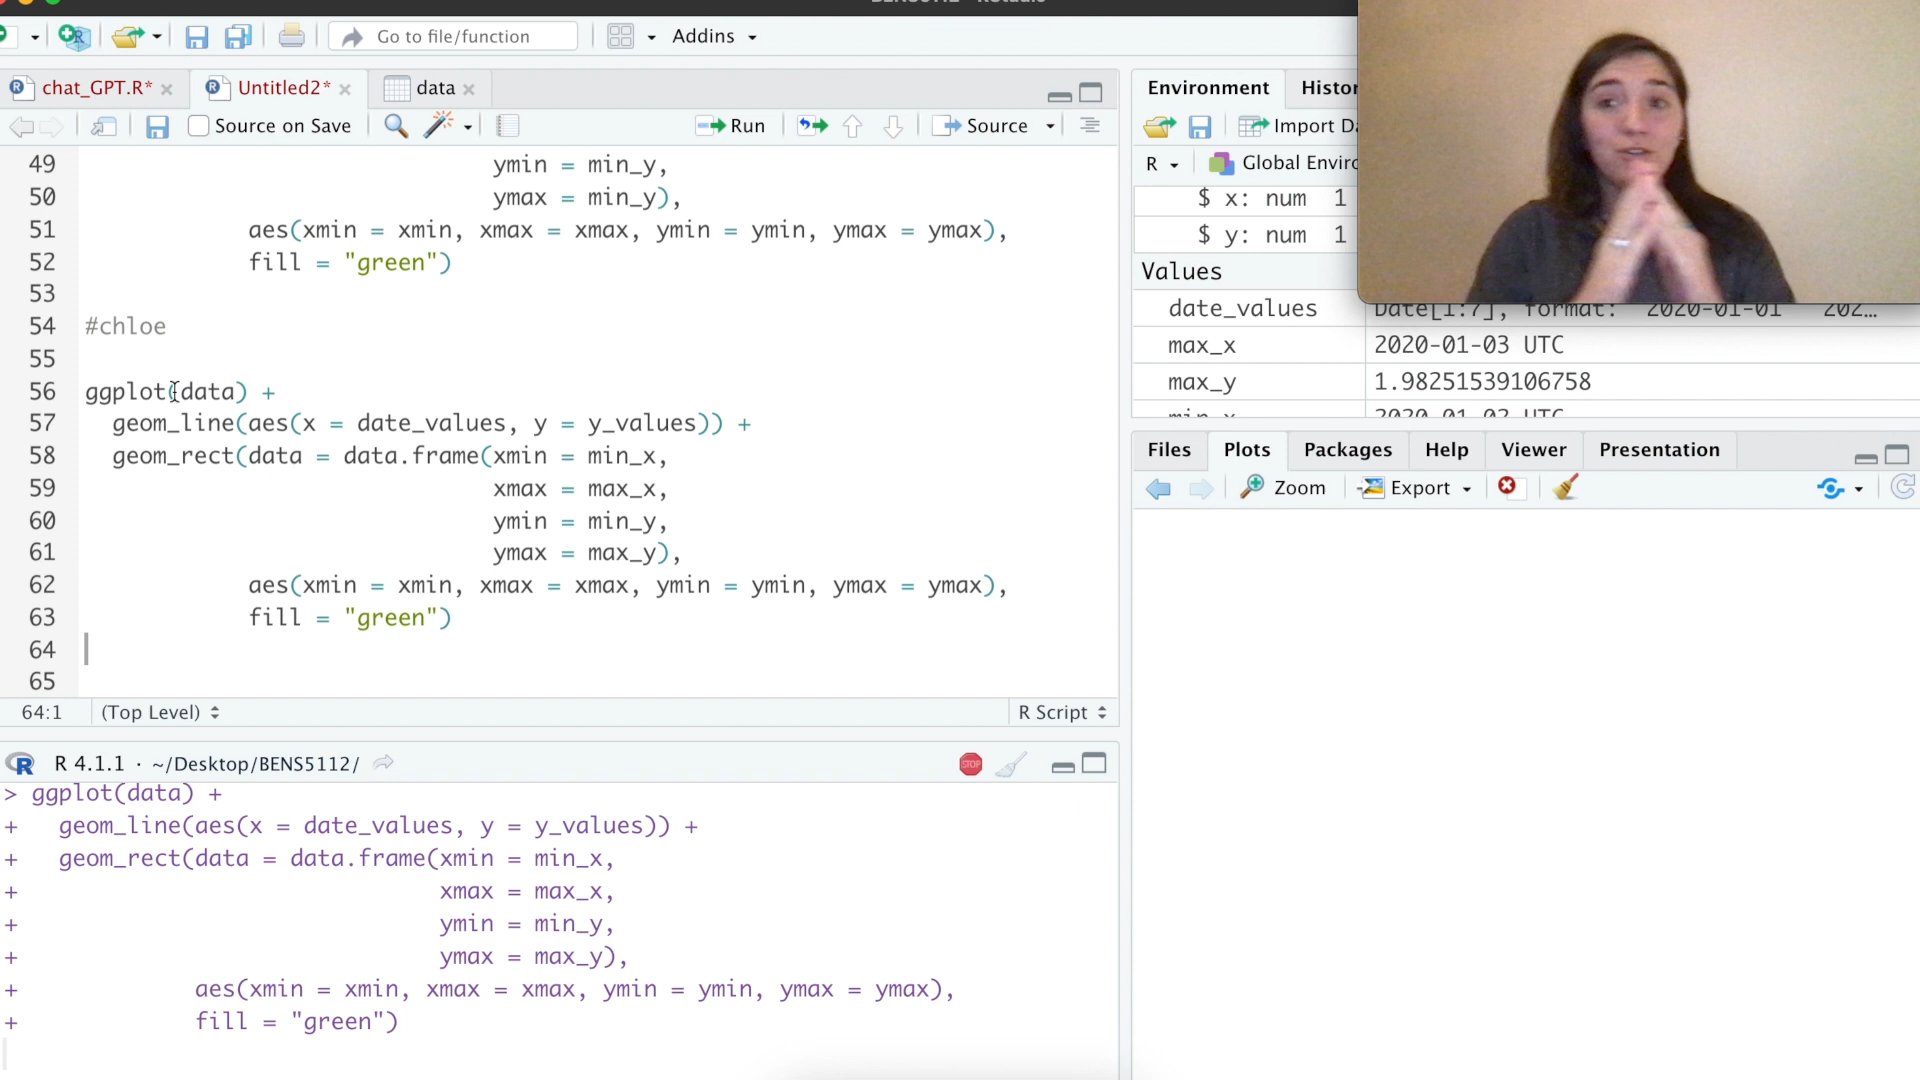 Go to file/function
Addins
chat_GPT.R*
Untitled2*
data
Source on Save
Run
Source
49 ymin = min_y,
50 ymax = min_y),
51 aes(xmin = xmin, xmax = xmax, ymin = ymin, ymax = ymax),
52 fill = "green")
53
54 #chloe
55
56 ggplot(data) +
57 geom_line(aes(x = date_values, y = y_values)) +
58 geom_rect(data = data.frame(xmin = min_x,
59 xmax = max_x,
60 ymin = min_y,
61 ymax = max_y),
62 aes(xmin = xmin, xmax = xmax, ymin = ymin, ymax = ymax),
63 fill = "green")
64
65
64:1 (Top Level) R Script
R 4.1.1 · ~/Desktop/BENS5112/
STOP
> ggplot(data) +
+ geom_line(aes(x = date_values, y = y_values)) +
+ geom_rect(data = data.frame(xmin = min_x,
+ xmax = max_x,
+ ymin = min_y,
+ ymax = max_y),
+ aes(xmin = xmin, xmax = xmax, ymin = ymin, ymax = ymax),
+ fill = "green")
Environment Histor
Import Da
R Global Enviro
$ x: num 1
$ y: num 1
Values
date_values Date[1:7], format: "2020-01-01" "202…
max_x 2020-01-03 UTC
max_y 1.98251539106758
min_x 2020-01-02 UTC
Files Plots Packages Help Viewer Presentation
Zoom Export